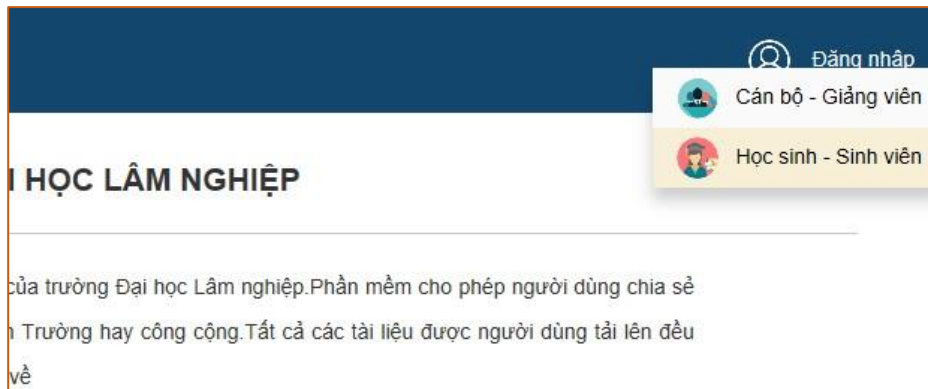 Đăng nhập
Cán bộ - Giảng viên
Học sinh - Sinh viên
I HỌC LÂM NGHIỆP
của trường Đại học Lâm nghiệp.Phần mềm cho phép người dùng chia sẻ
Trường hay công cộng.Tất cả các tài liệu được người dùng tải lên đều
về